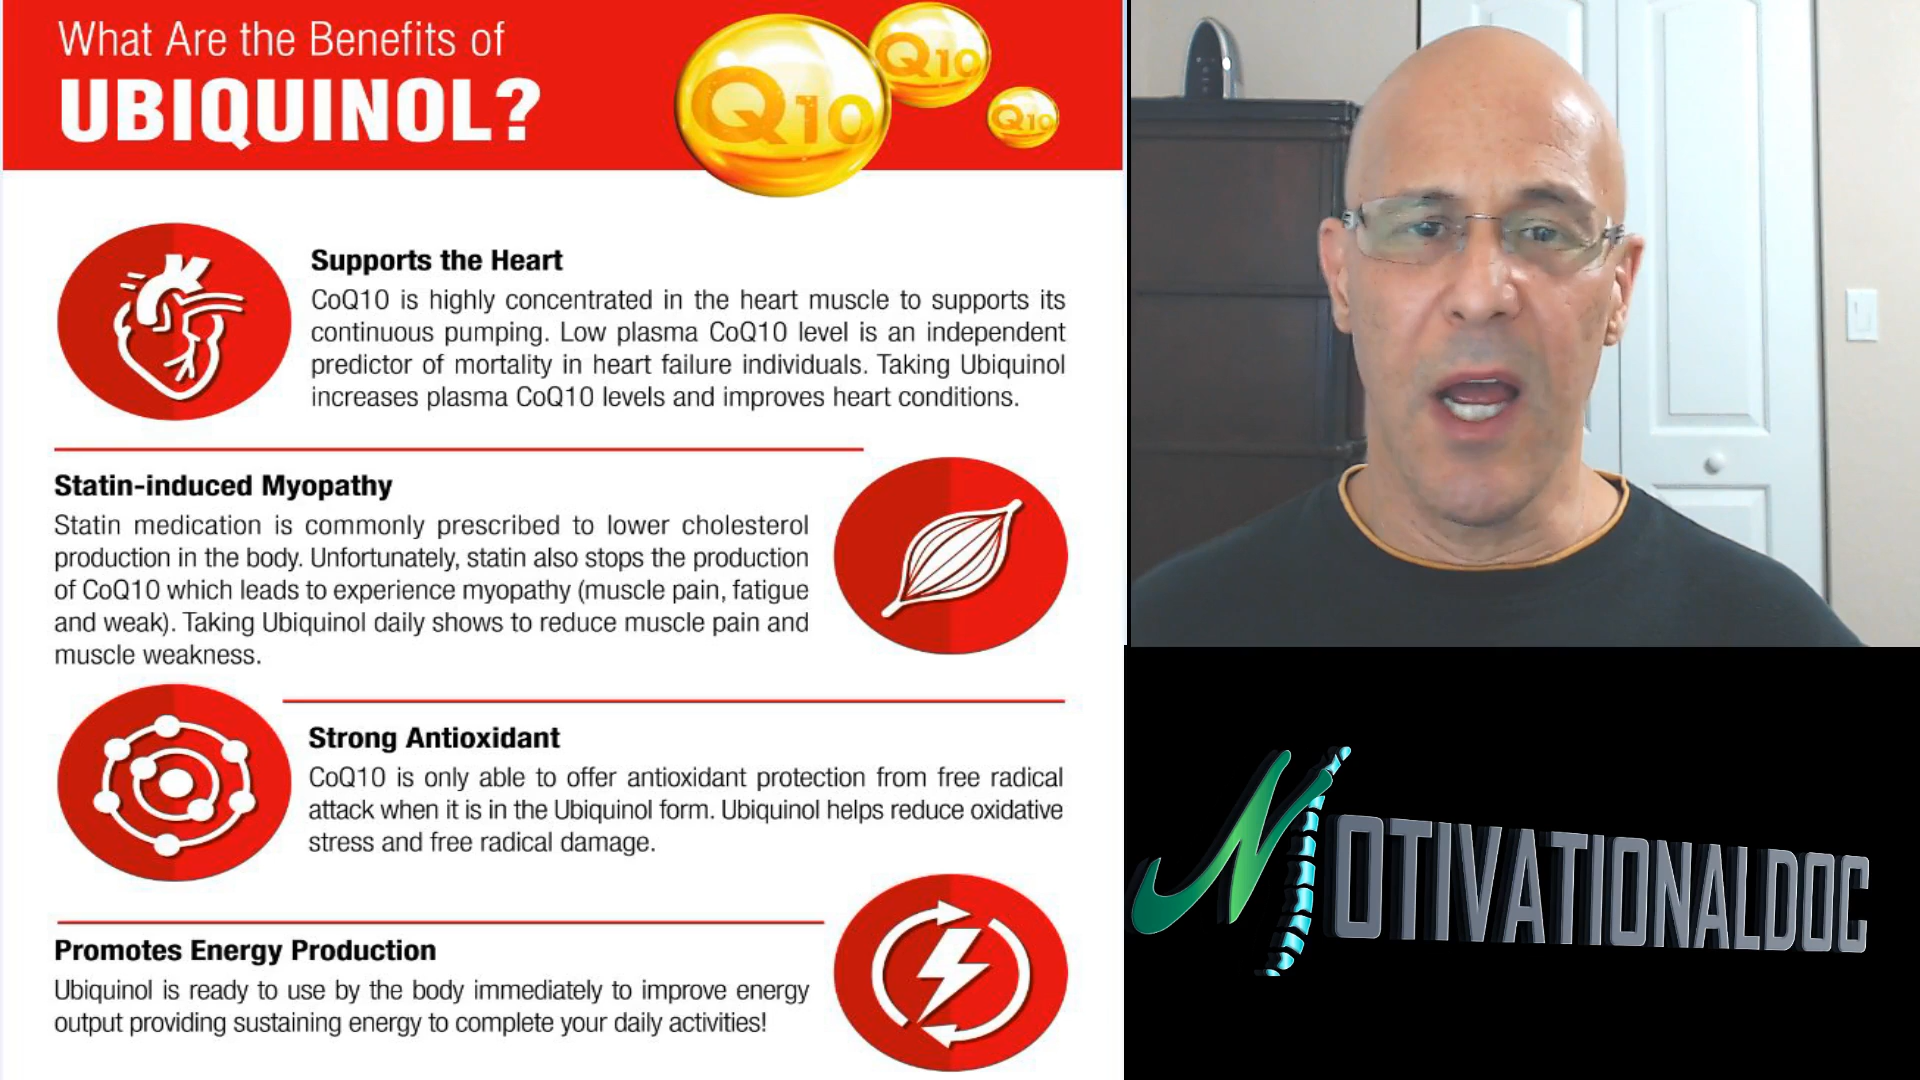 What Are the Benefits of
UBIQUINOL?
Q10
Q10
Q10
Supports the Heart
CoQ10 is highly concentrated in the heart muscle to supports its
continuous pumping. Low plasma CoQ10 level is an independent
predictor of mortality in heart failure individuals. Taking Ubiquinol
increases plasma CoQ10 levels and improves heart conditions.
Statin-induced Myopathy
Statin medication is commonly prescribed to lower cholesterol
production in the body. Unfortunately, statin also stops the production
of CoQ10 which leads to experience myopathy (muscle pain, fatigue
and weak). Taking Ubiquinol daily shows to reduce muscle pain and
muscle weakness.
Strong Antioxidant
CoQ10 is only able to offer antioxidant protection from free radical
attack when it is in the Ubiquinol form. Ubiquinol helps reduce oxidative
stress and free radical damage.
Promotes Energy Production
Ubiquinol is ready to use by the body immediately to improve energy
output providing sustaining energy to complete your daily activities!
MOTIVATIONALDOC